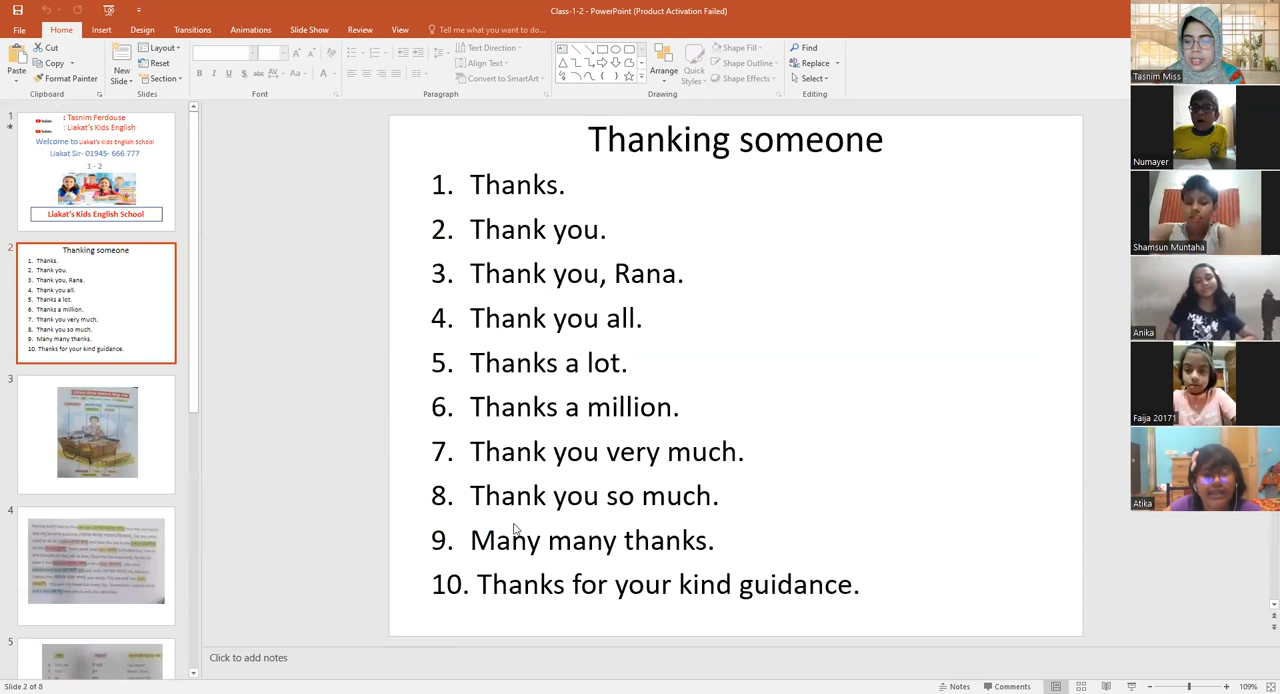 Class-1-2 - PowerPoint (Product Activation Failed)
File Home Insert Design Transitions Animations Slide Show Review View Tell me what you want to do...
Paste
Cut
Copy
Format Painter
Clipboard
New
Slide
Layout
Reset
Section
Slides
B I U S abc AV Aa A
Font
Paragraph
Text Direction
Align Text
Convert to SmartArt
Arrange
Quick
Styles
Shape Fill
Shape Outline
Shape Effects
Drawing
Find
Replace
Select
Editing
1
: Tasnim Ferdouse
: Liakat's Kids English
Welcome to Liakat's Kids English School
Liakat Sir- 01945- 666 777
1 - 2
Liakat's Kids English School
2
Thanking someone
1. Thanks.
2. Thank you.
3. Thank you, Rana.
4. Thank you all.
5. Thanks a lot.
6. Thanks a million.
7. Thank you very much.
8. Thank you so much.
9. Many many thanks.
10. Thanks for your kind guidance.
3
4
5
Thanking someone
1. Thanks.
2. Thank you.
3. Thank you, Rana.
4. Thank you all.
5. Thanks a lot.
6. Thanks a million.
7. Thank you very much.
8. Thank you so much.
9. Many many thanks.
10. Thanks for your kind guidance.
Click to add notes
Slide 2 of 8
Notes
Comments
109%
Tasnim Miss
Numayer
Shamsun Muntaha
Anika
Faija 20171
Atika